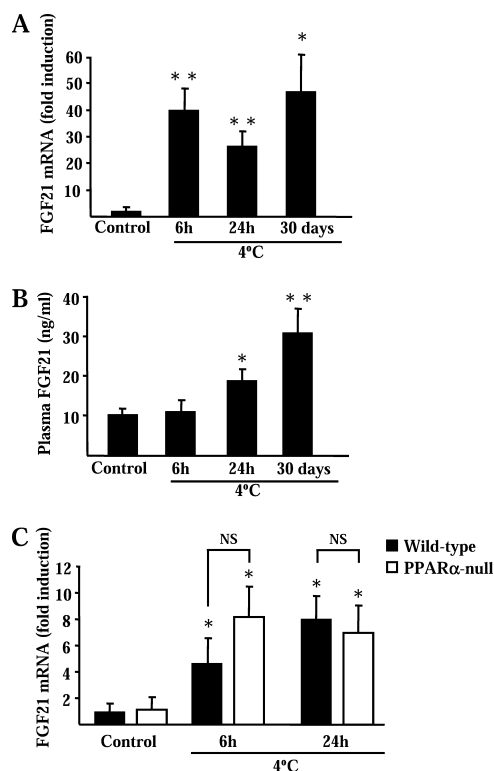 A
FGF21 mRNA (fold induction)
60
50
40
30
20
10
* *
* *
*
Control
6h
24h
30 days
4ºC
B
Plasma FGF21 (ng/ml)
40
30
20
10
*
* *
Control
6h
24h
30 days
4ºC
C
FGF21 mRNA (fold induction)
12
10
8
6
4
2
NS
NS
*
*
*
*
Wild-type
PPARα-null
Control
6h
24h
4ºC